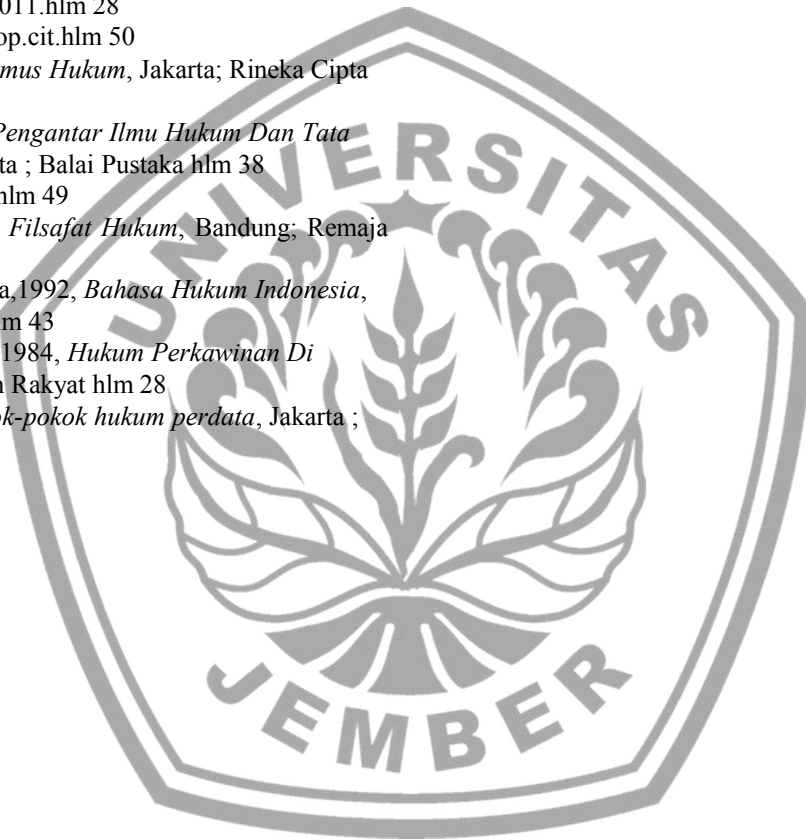 011.hlm 28
op.cit.hlm 50
mus Hukum, Jakarta; Rineka Cipta
Pengantar Ilmu Hukum Dan Tata
ta ; Balai Pustaka hlm 38
hlm 49
Filsafat Hukum, Bandung; Remaja
a,1992, Bahasa Hukum Indonesia,
lm 43
1984, Hukum Perkawinan Di
n Rakyat hlm 28
ok-pokok hukum perdata, Jakarta ;
UNIVERSITAS
JEMBER